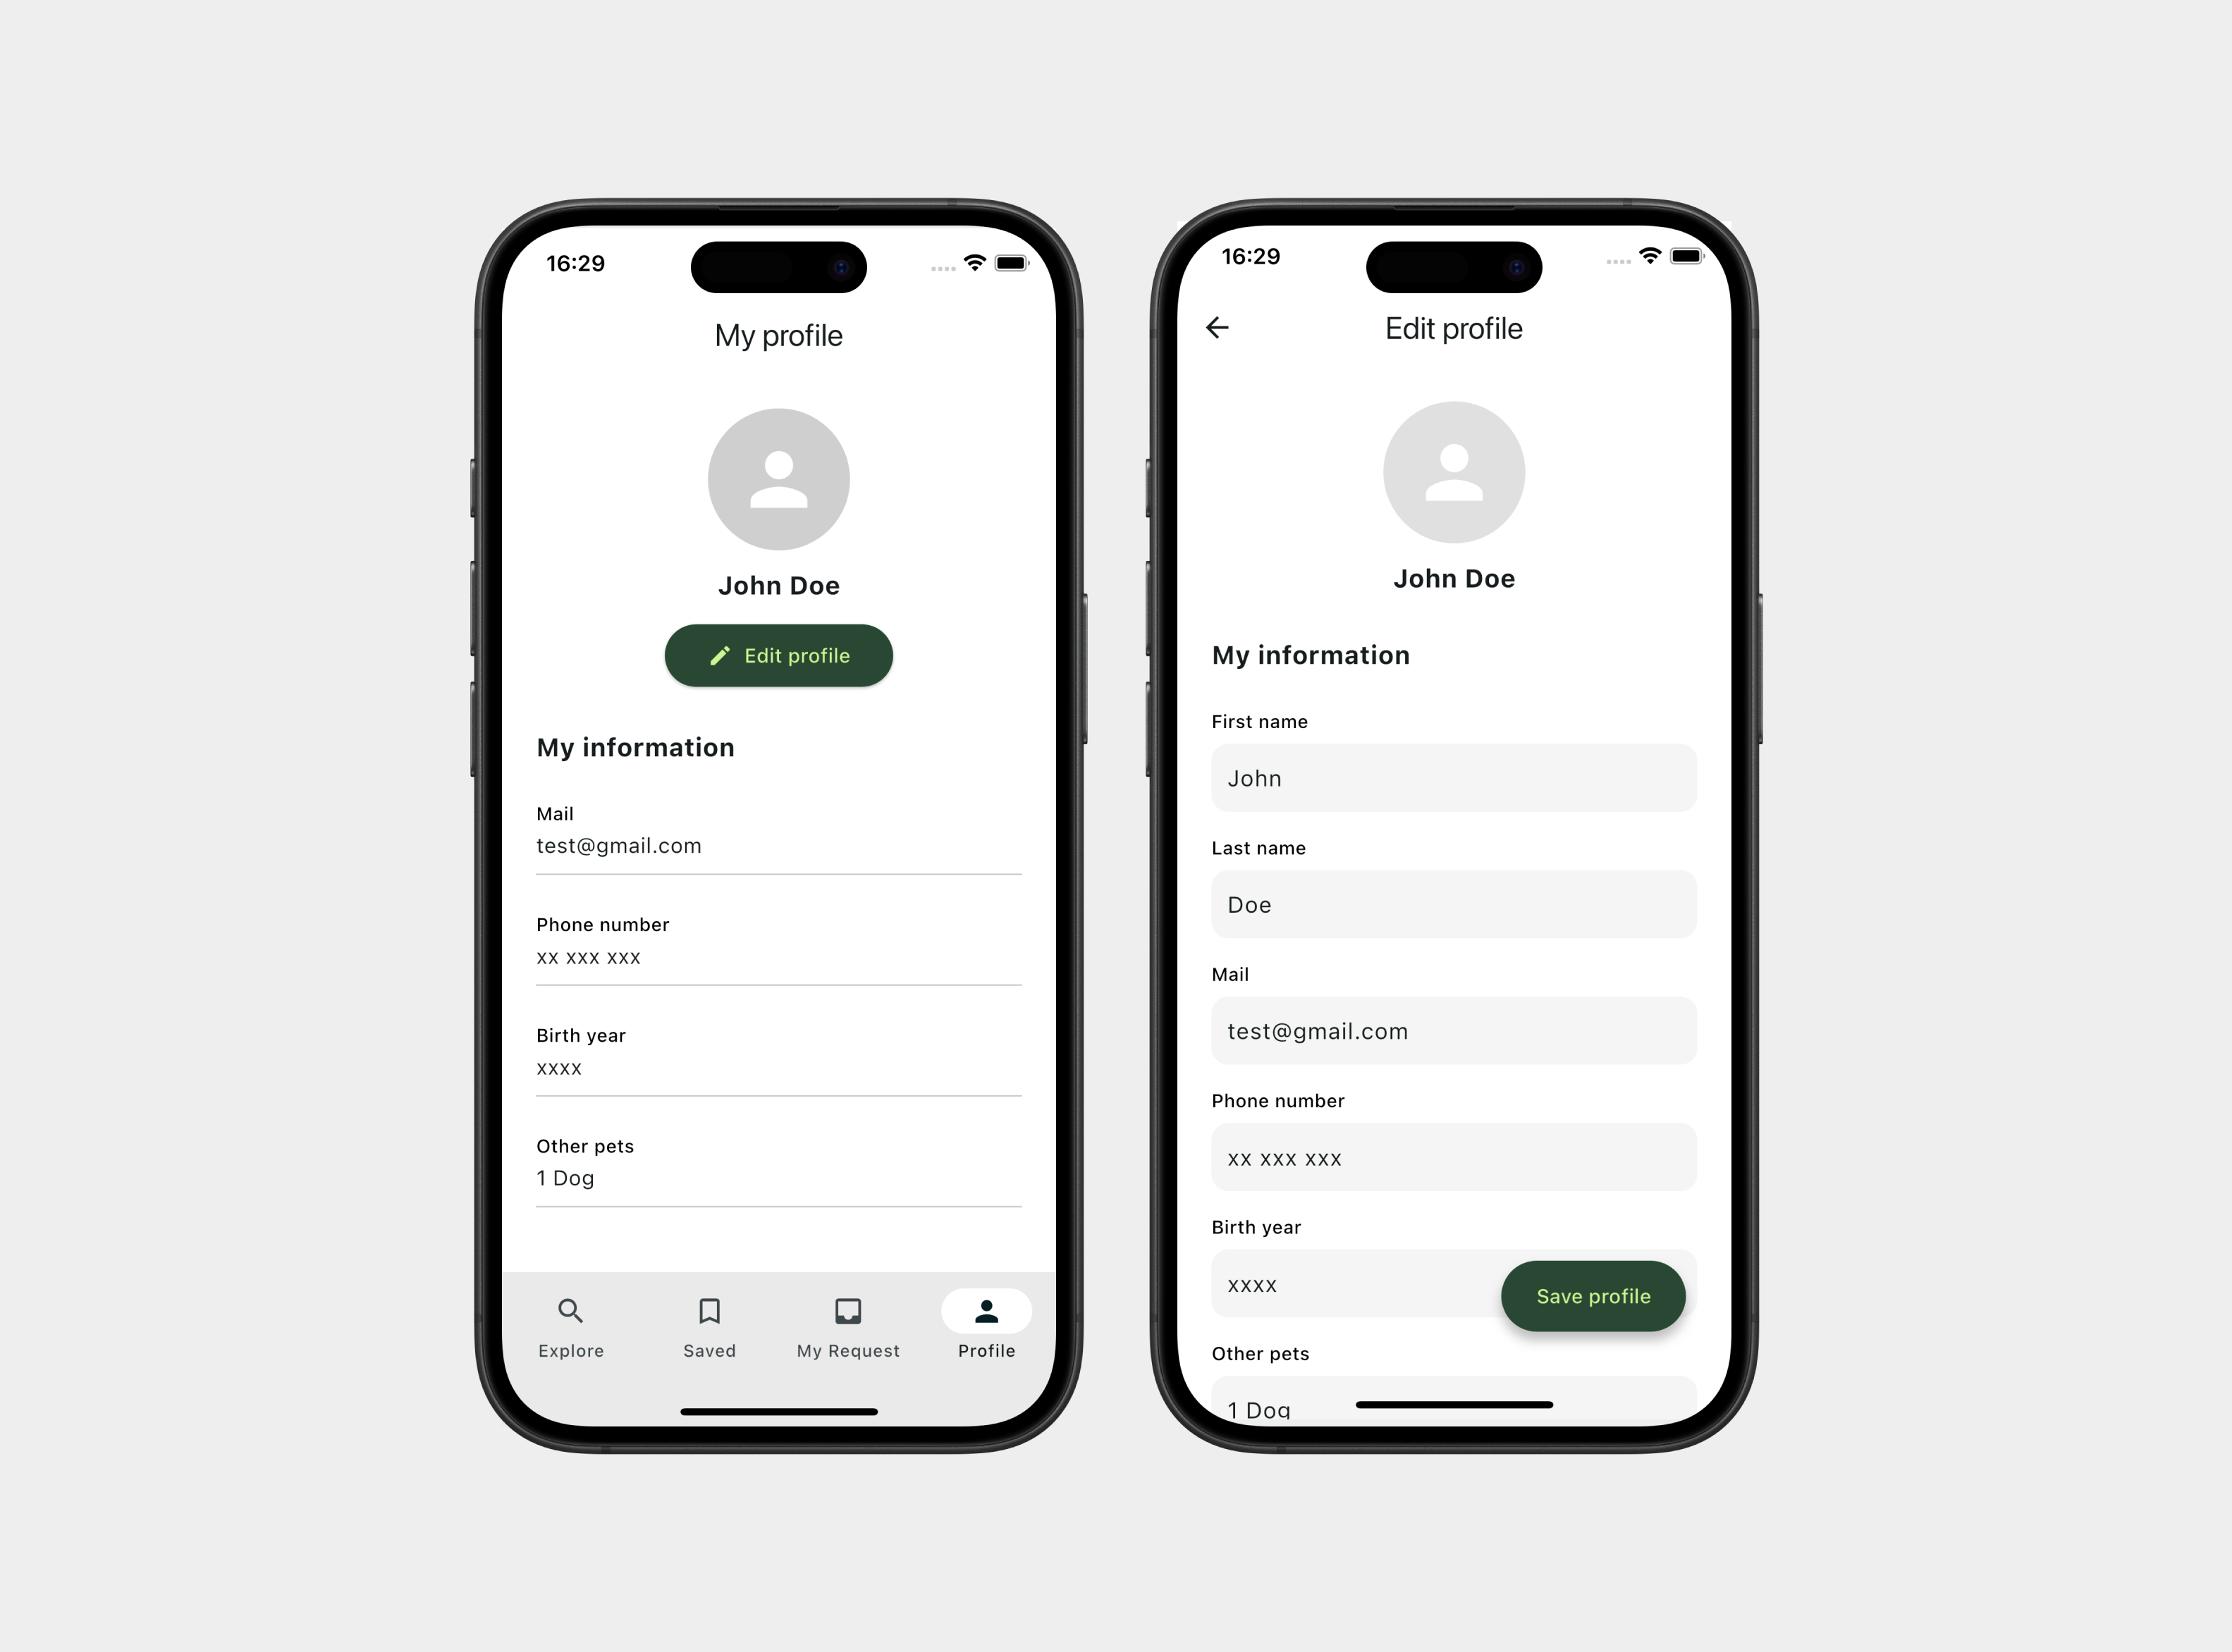 16:29
My profile
John Doe
Edit profile
My information
Mail
test@gmail.com
Phone number
xx xxx xxx
Birth year
xxxx
Other pets
1 Dog
Explore
Saved
My Request
Profile
16:29
Edit profile
John Doe
My information
First name
John
Last name
Doe
Mail
test@gmail.com
Phone number
xx xxx xxx
Birth year
xxxx
Save profile
Other pets
1 Dog